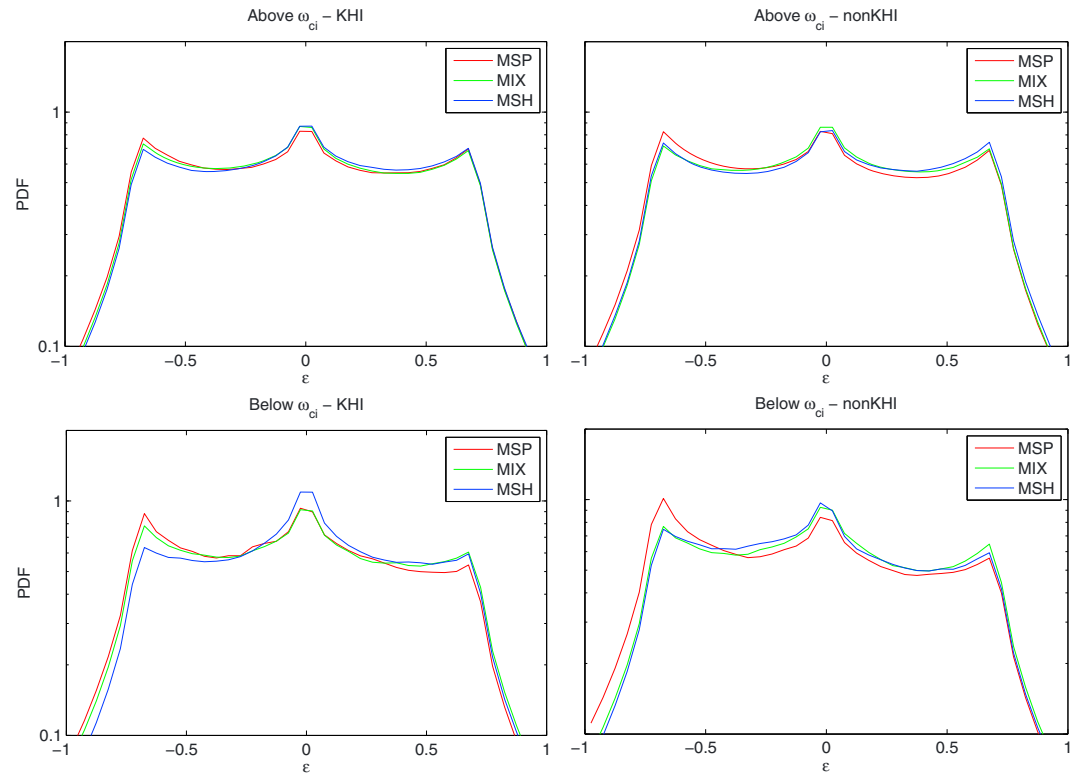 Above ω_ci – KHI
MSP
MIX
MSH
PDF
1
0.1
−1
−0.5
0
0.5
1
ε
Above ω_ci – nonKHI
MSP
MIX
MSH
−1
−0.5
0
0.5
1
ε
Below ω_ci – KHI
MSP
MIX
MSH
PDF
1
0.1
−1
−0.5
0
0.5
1
ε
Below ω_ci – nonKHI
MSP
MIX
MSH
−1
−0.5
0
0.5
1
ε